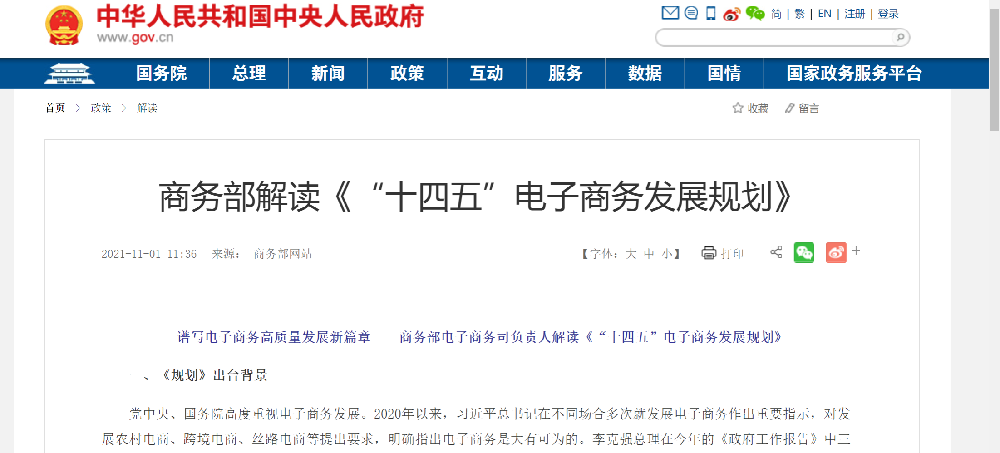 中华人民共和国中央人民政府
www.gov.cn
简 | 繁 | EN | 注册 | 登录
国务院 总理 新闻 政策 互动 服务 数据 国情 国家政务服务平台
首页 > 政策 > 解读
收藏 留言
商务部解读《“十四五”电子商务发展规划》
2021-11-01 11:36 来源： 商务部网站
【字体：大 中 小】 打印
谱写电子商务高质量发展新篇章——商务部电子商务司负责人解读《“十四五”电子商务发展规划》
一、《规划》出台背景
党中央、国务院高度重视电子商务发展。2020年以来，习近平总书记在不同场合多次就发展电子商务作出重要指示，对发
展农村电商、跨境电商、丝路电商等提出要求，明确指出电子商务是大有可为的。李克强总理在今年的《政府工作报告》中三